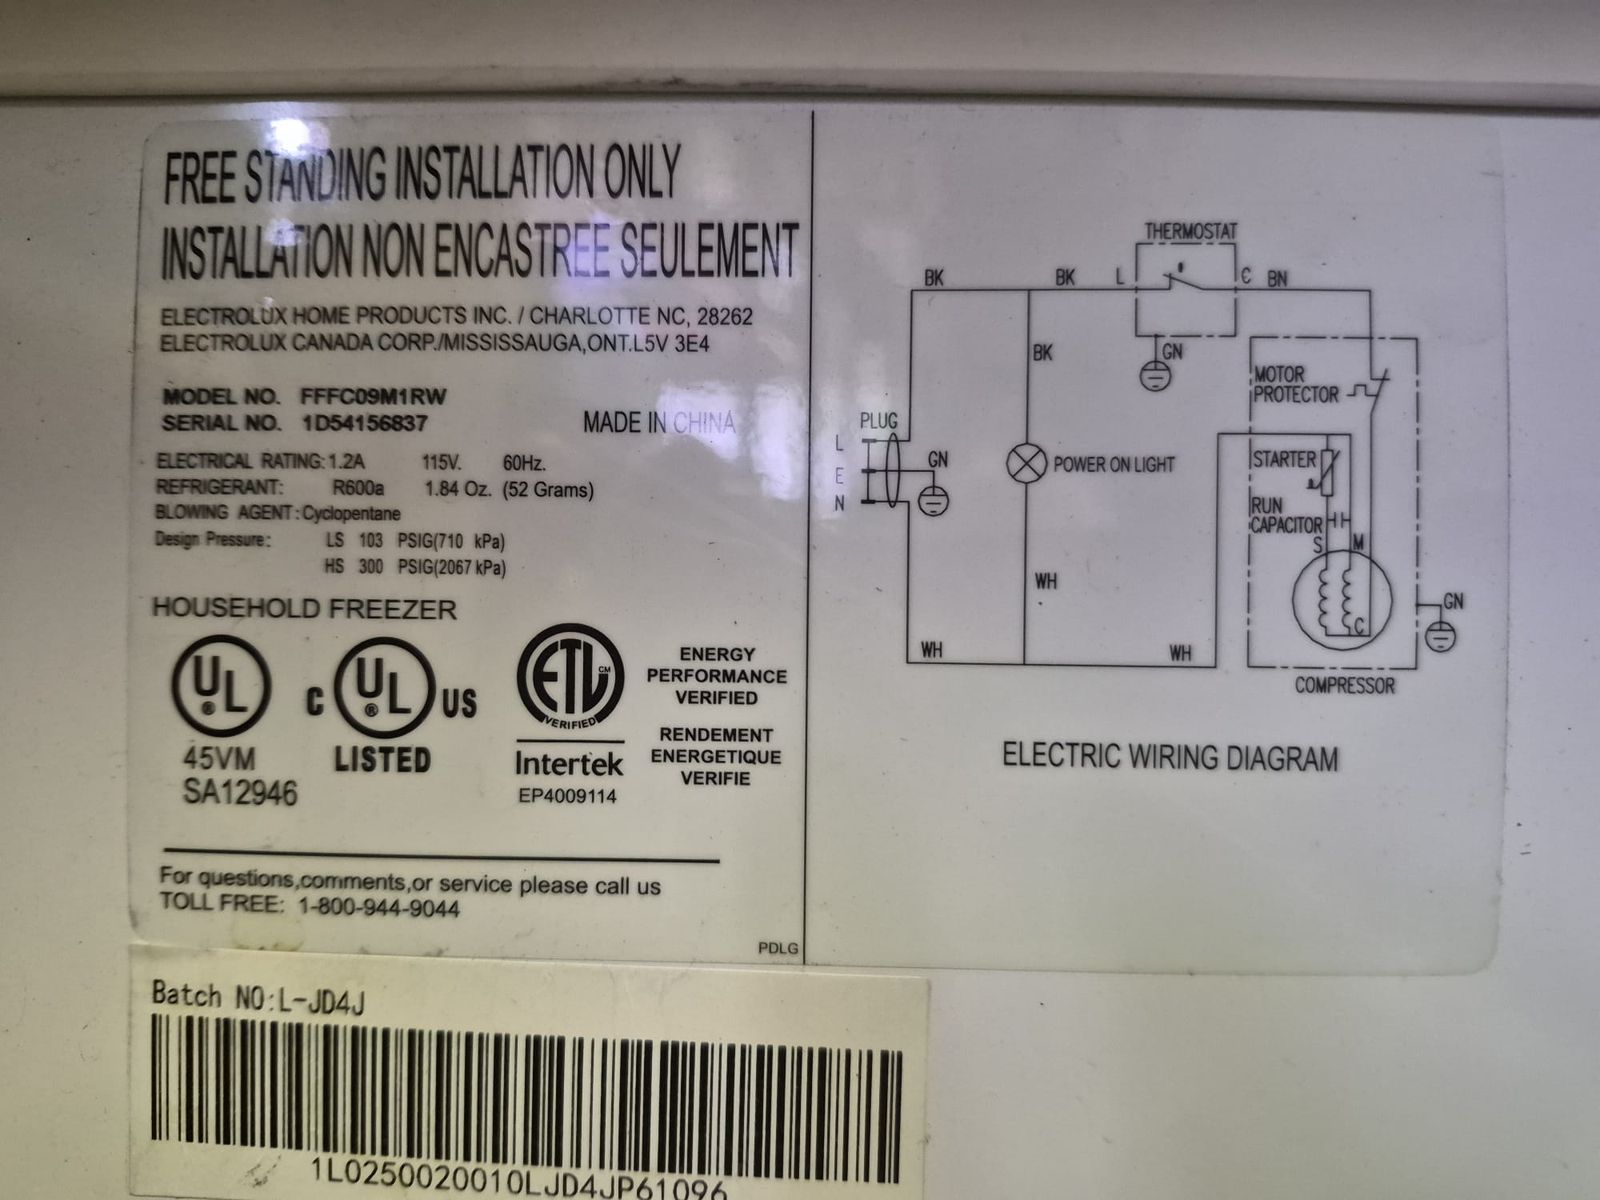 FREE STANDING INSTALLATION ONLY
INSTALLATION NON ENCASTREE SEULEMENT
ELECTROLUX HOME PRODUCTS INC. / CHARLOTTE NC, 28262
ELECTROLUX CANADA CORP./MISSISSAUGA,ONT.L5V 3E4
MODEL NO. FFFC09M1RW
SERIAL NO. 1D54156837
MADE IN CHINA
ELECTRICAL RATING: 1.2A 115V. 60Hz.
REFRIGERANT: R600a 1.84 Oz. (52 Grams)
BLOWING AGENT: Cyclopentane
Design Pressure: LS 103 PSIG(710 kPa)
HS 300 PSIG(2067 kPa)
HOUSEHOLD FREEZER
UL ®
45VM
SA12946
C UL ® US
LISTED
ETL CM
VERIFIED
Intertek
EP4009114
ENERGY
PERFORMANCE
VERIFIED
RENDEMENT
ENERGETIQUE
VERIFIE
For questions,comments,or service please call us
TOLL FREE: 1-800-944-9044
PDLG
THERMOSTAT
BK BK L C BN
BK GN
MOTOR
PROTECTOR
PLUG
L
E GN
N
POWER ON LIGHT
STARTER
RUN
CAPACITOR
S M
WH
C
GN
WH WH
COMPRESSOR
ELECTRIC WIRING DIAGRAM
Batch NO:L-JD4J
1L0250020010LJD4JP61096